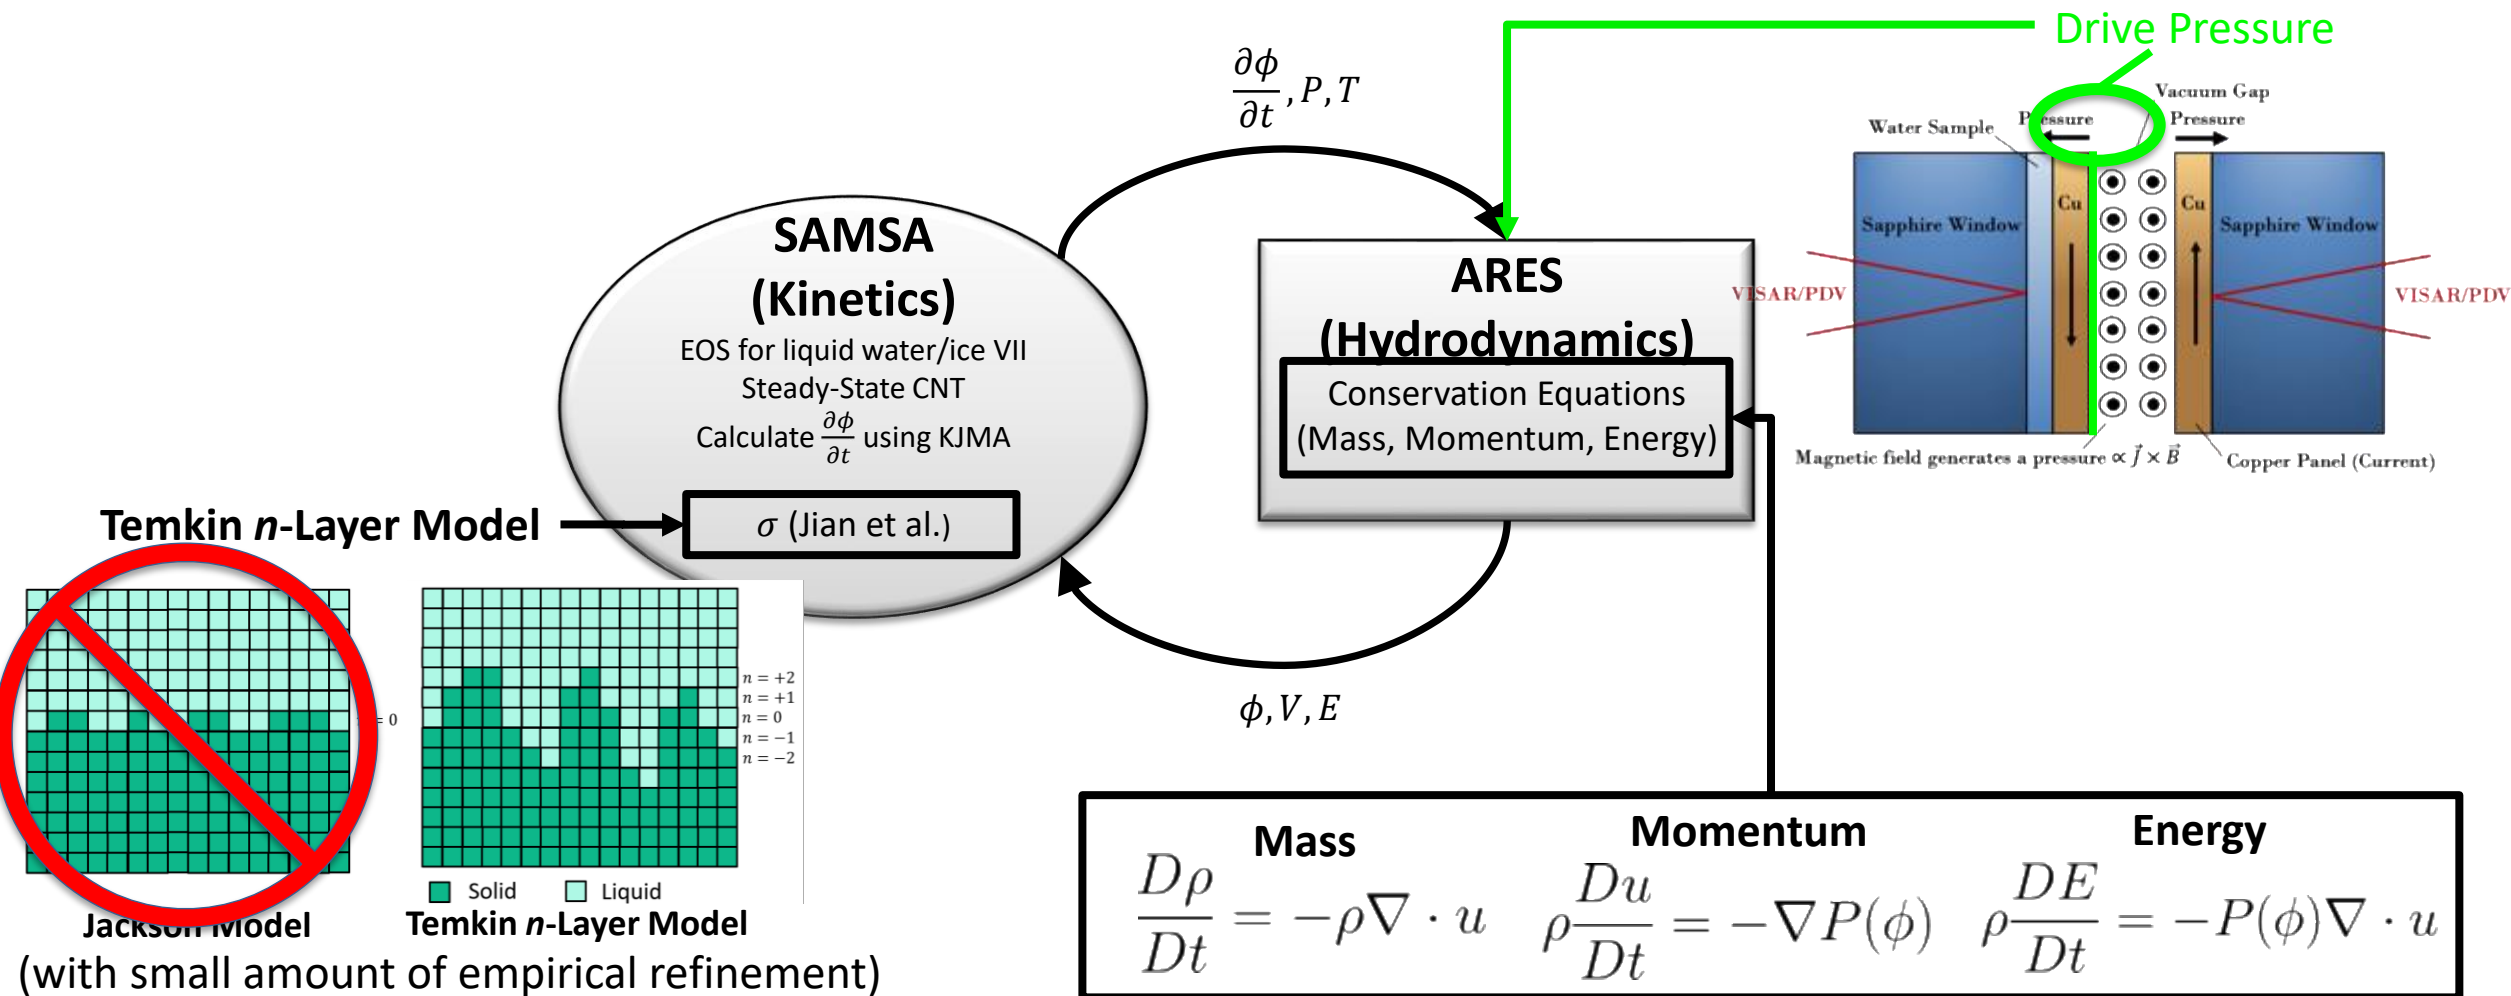 Drive Pressure
∂φ/∂t, P, T
Vacuum Gap
Water Sample
Pressure
Pressure
Cu
Cu
Sapphire Window
Sapphire Window
VISAR/PDV
VISAR/PDV
Magnetic field generates a pressure ∝ J⃗ × B⃗
Copper Panel (Current)
SAMSA
(Kinetics)
EOS for liquid water/ice VII
Steady-State CNT
Calculate ∂φ/∂t using KJMA
σ (Jian et al.)
ARES
(Hydrodynamics)
Conservation Equations
(Mass, Momentum, Energy)
Temkin n-Layer Model
φ, V, E
n = +2
n = +1
n = 0
n = −1
n = −2
= 0
Solid
Liquid
Jackson Model
Temkin n-Layer Model
(with small amount of empirical refinement)
Mass
Momentum
Energy
Dρ/Dt = −ρ∇ · u
ρ Du/Dt = −∇P(φ)
ρ DE/Dt = −P(φ)∇ · u